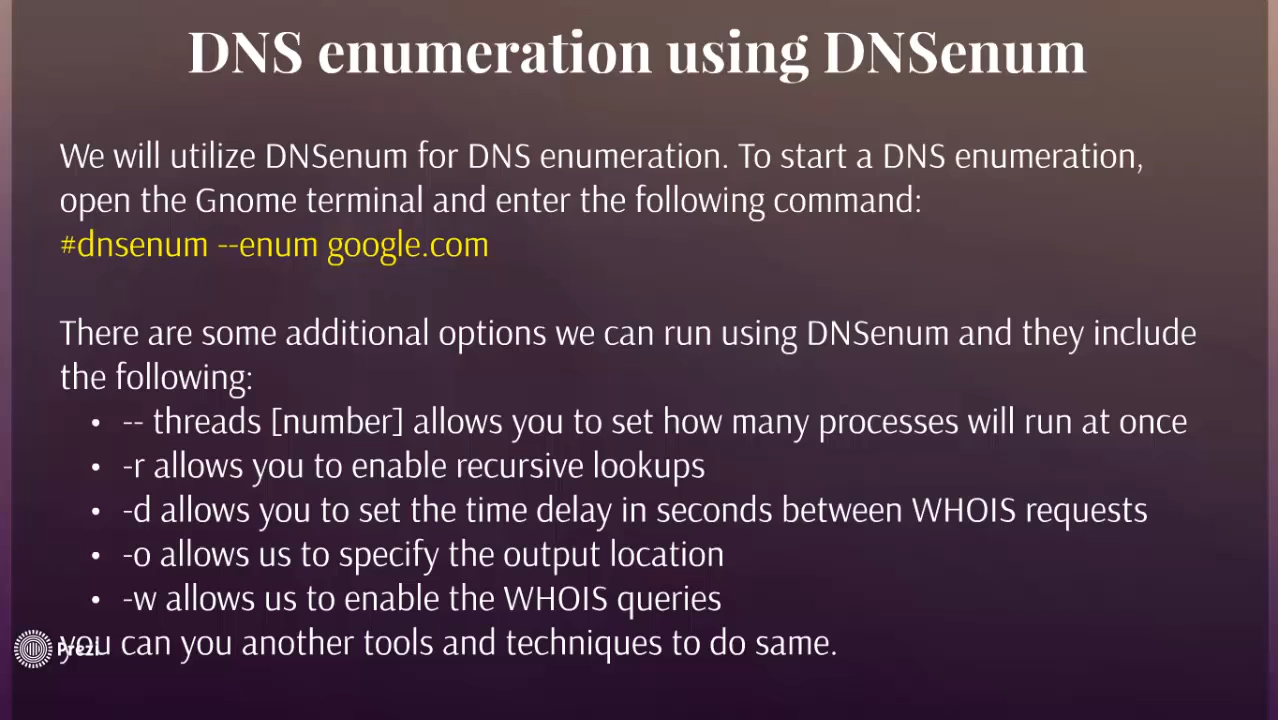 DNS enumeration using DNSenum
We will utilize DNSenum for DNS enumeration. To start a DNS enumeration,
open the Gnome terminal and enter the following command:
#dnsenum --enum google.com
There are some additional options we can run using DNSenum and they include
the following:
• -- threads [number] allows you to set how many processes will run at once
• -r allows you to enable recursive lookups
• -d allows you to set the time delay in seconds between WHOIS requests
• -o allows us to specify the output location
• -w allows us to enable the WHOIS queries
you can you another tools and techniques to do same.
Prezi